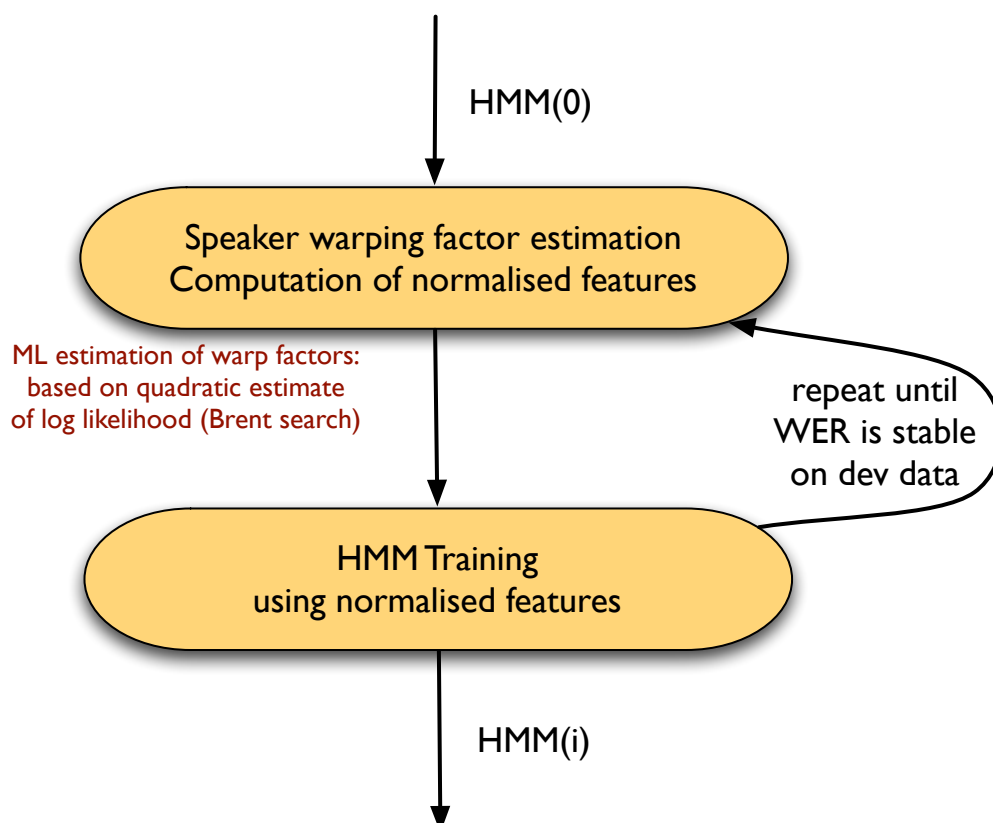 HMM(0)
Speaker warping factor estimation
Computation of normalised features
ML estimation of warp factors:
based on quadratic estimate
of log likelihood (Brent search)
repeat until
WER is stable
on dev data
HMM Training
using normalised features
HMM(i)